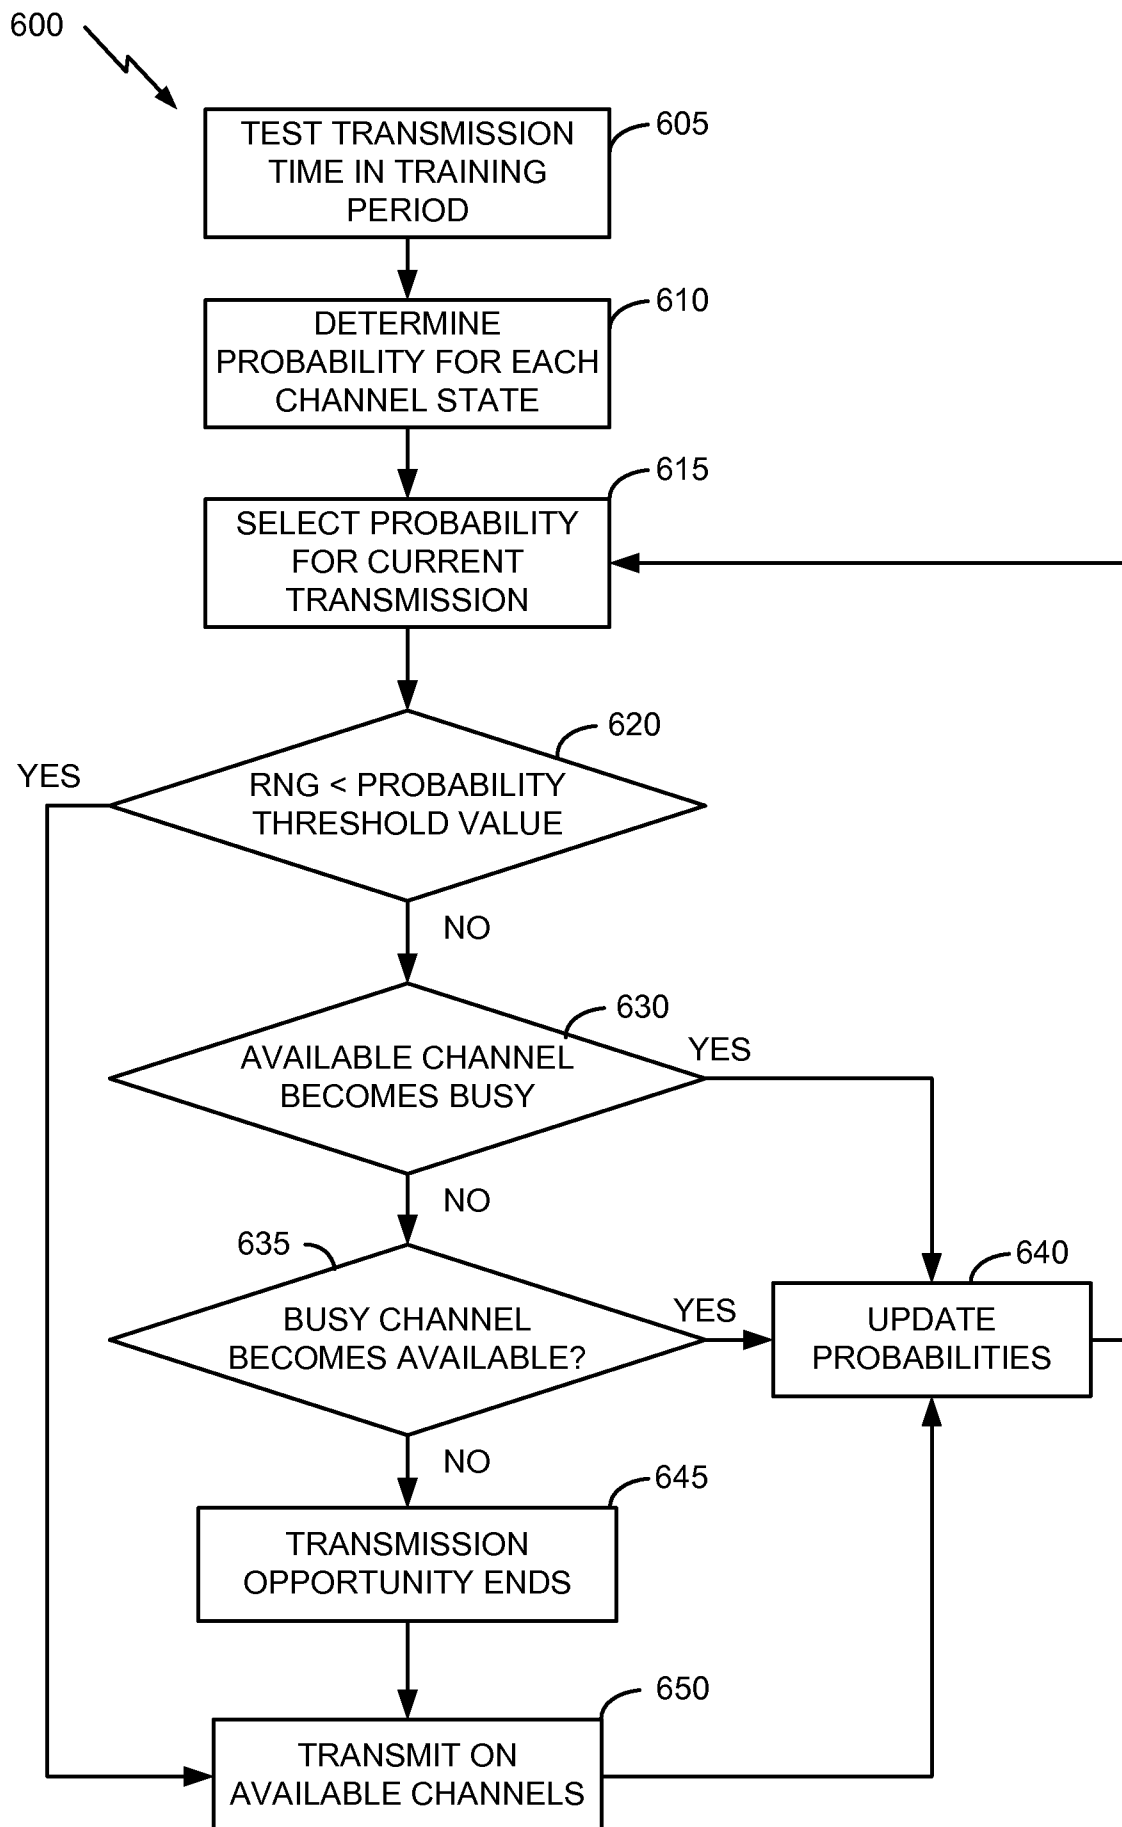 600
TEST TRANSMISSION
TIME IN TRAINING
PERIOD
605
DETERMINE
PROBABILITY FOR EACH
CHANNEL STATE
610
SELECT PROBABILITY
FOR CURRENT
TRANSMISSION
615
RNG < PROBABILITY
THRESHOLD VALUE
620
YES
NO
AVAILABLE CHANNEL
BECOMES BUSY
630
YES
NO
BUSY CHANNEL
BECOMES AVAILABLE?
635
YES
UPDATE
PROBABILITIES
640
NO
TRANSMISSION
OPPORTUNITY ENDS
645
TRANSMIT ON
AVAILABLE CHANNELS
650